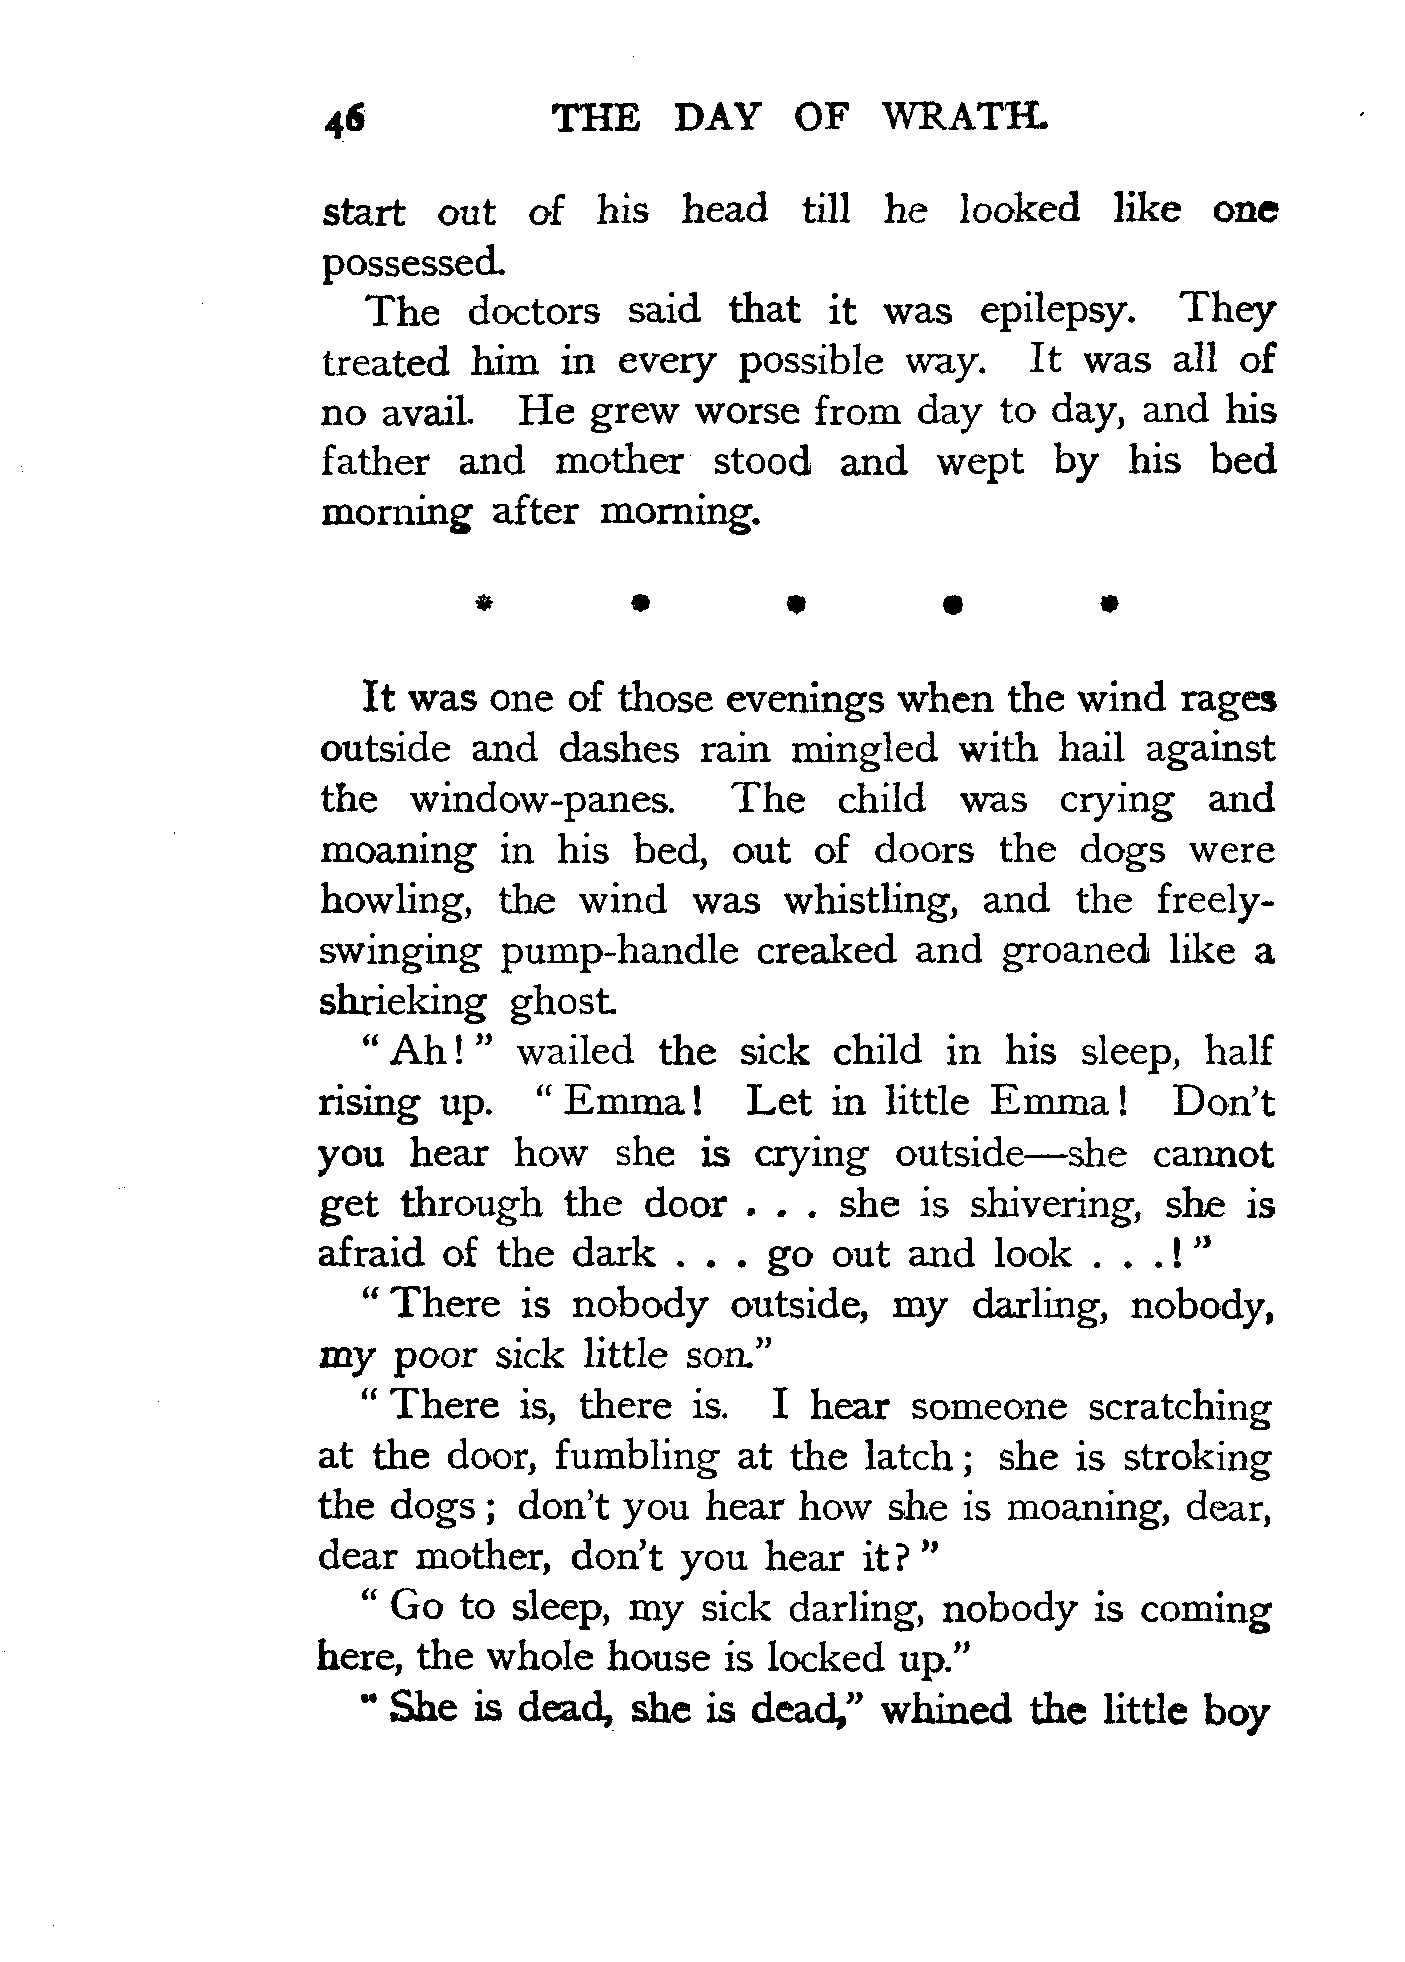 46 THE DAY OF WRATH.
start out of his head till he looked like one
possessed.
The doctors said that it was epilepsy. They
treated him in every possible way. It was all of
no avail. He grew worse from day to day, and his
father and mother stood and wept by his bed
morning after morning.
* * * * *
It was one of those evenings when the wind rages
outside and dashes rain mingled with hail against
the window-panes. The child was crying and
moaning in his bed, out of doors the dogs were
howling, the wind was whistling, and the freely-
swinging pump-handle creaked and groaned like a
shrieking ghost.
"Ah!" wailed the sick child in his sleep, half
rising up. "Emma! Let in little Emma! Don't
you hear how she is crying outside—she cannot
get through the door . . . she is shivering, she is
afraid of the dark . . . go out and look . . .!"
"There is nobody outside, my darling, nobody,
my poor sick little son."
"There is, there is. I hear someone scratching
at the door, fumbling at the latch; she is stroking
the dogs; don't you hear how she is moaning, dear,
dear mother, don't you hear it?"
"Go to sleep, my sick darling, nobody is coming
here, the whole house is locked up."
"She is dead, she is dead," whined the little boy